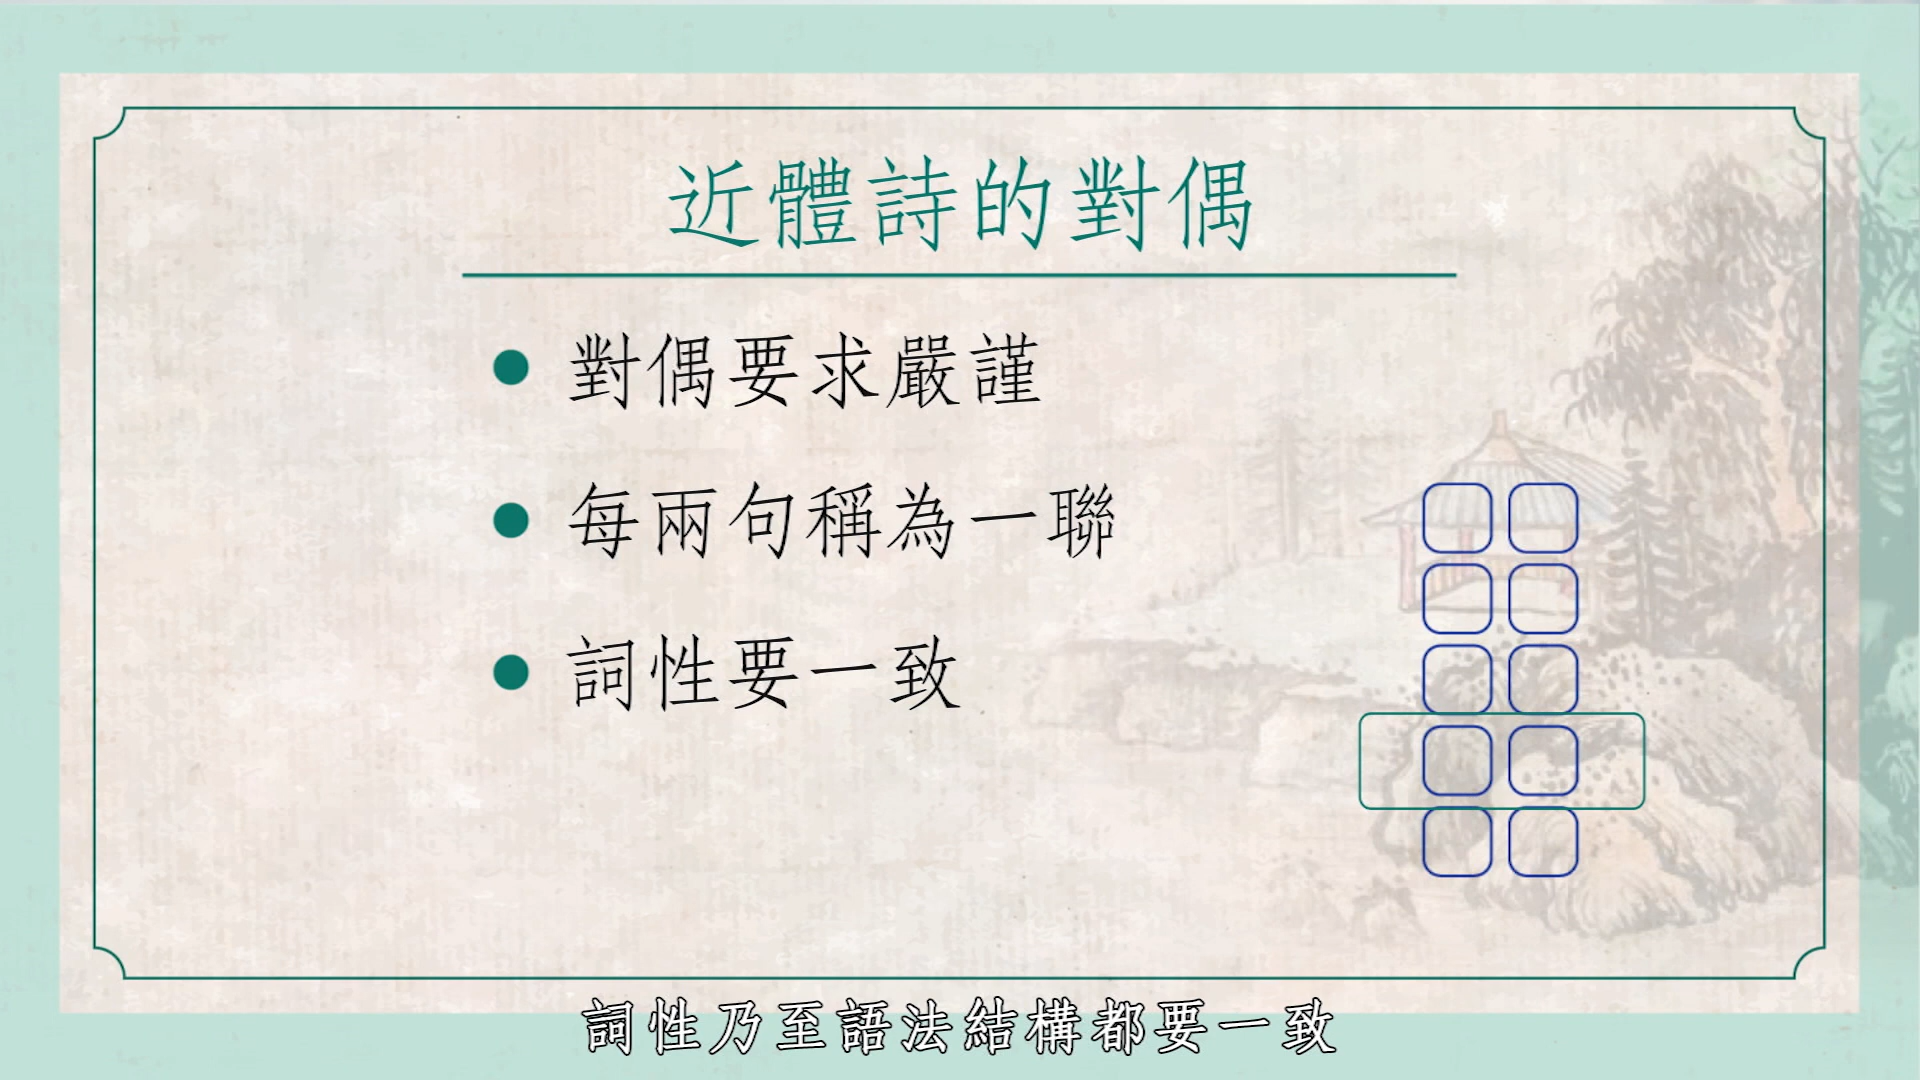 近體詩的對偶
對偶要求嚴謹
每兩句稱為一聯
詞性要一致
詞性乃至語法結構都要一致